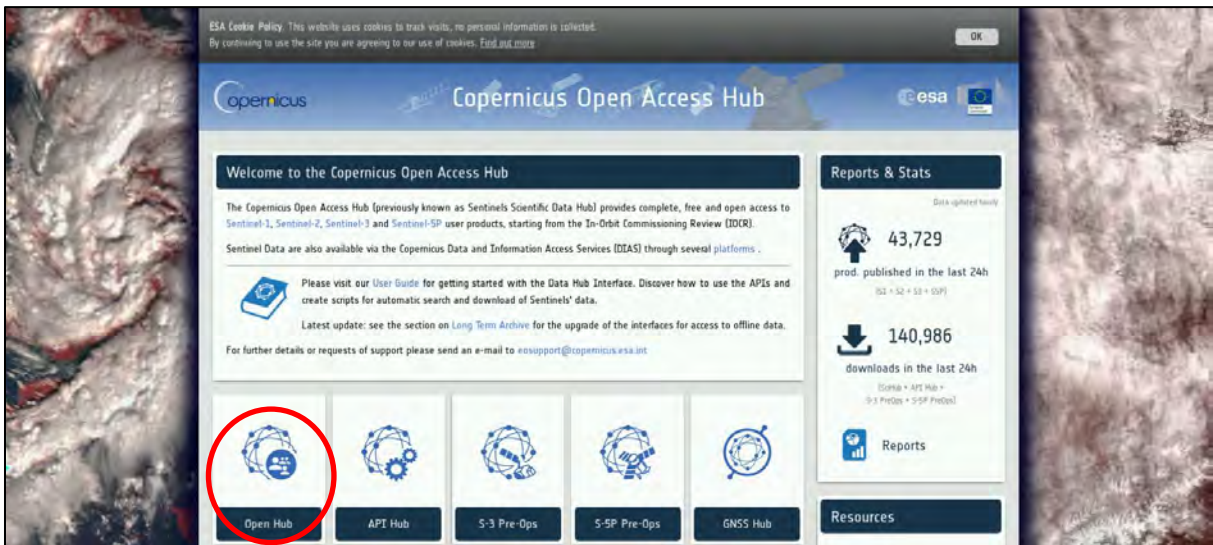 ESA Cookie Policy. This website uses cookies to track visits, no personal information is collected.
By continuing to use the site you are agreeing to our use of cookies. Find out more
OK
opernicus
Copernicus Open Access Hub
esa
Welcome to the Copernicus Open Access Hub
The Copernicus Open Access Hub (previously known as Sentinels Scientific Data Hub) provides complete, free and open access to
Sentinel-1, Sentinel-2, Sentinel-3 and Sentinel-5P user products, starting from the In-Orbit Commissioning Review (IOCR).
Sentinel Data are also available via the Copernicus Data and Information Access Services (DIAS) through several platforms .
Please visit our User Guide for getting started with the Data Hub Interface. Discover how to use the APIs and
create scripts for automatic search and download of Sentinels' data.
Latest update: see the section on Long Term Archive for the upgrade of the interfaces for access to offline data.
For further details or requests of support please send an e-mail to eosupport@copernicus.esa.int
Open Hub
API Hub
S-3 Pre-Ops
S-5P Pre-Ops
GNSS Hub
Reports & Stats
Data updated hourly
43,729
prod. published in the last 24h
(S1 + S2 + S3 + S5P)
140,986
downloads in the last 24h
(SciHub + API Hub +
S-3 PreOps + S-5P PreOps)
Reports
Resources